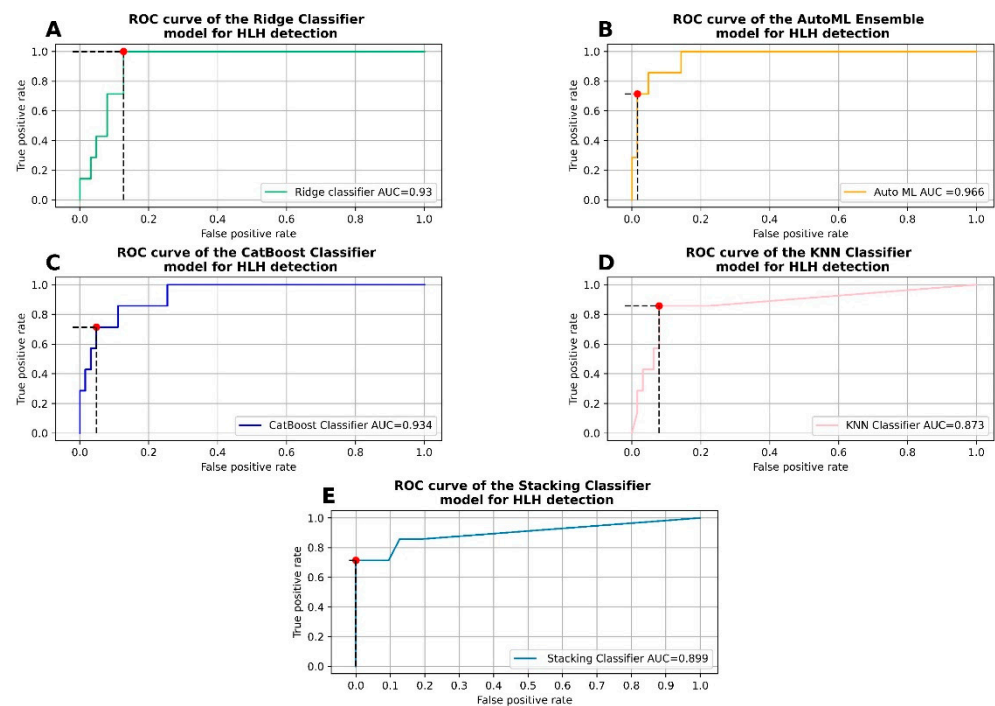 A
ROC curve of the Ridge Classifier
model for HLH detection
1.0
0.8
0.6
0.4
0.2
0.0
True positive rate
Ridge classifier AUC=0.93
0.0 0.2 0.4 0.6 0.8 1.0
False positive rate
B
ROC curve of the AutoML Ensemble
model for HLH detection
1.0
0.8
0.6
0.4
0.2
0.0
True positive rate
Auto ML AUC =0.966
0.0 0.2 0.4 0.6 0.8 1.0
False positive rate
C
ROC curve of the CatBoost Classifier
model for HLH detection
1.0
0.8
0.6
0.4
0.2
0.0
True positive rate
CatBoost Classifier AUC=0.934
0.0 0.2 0.4 0.6 0.8 1.0
False positive rate
D
ROC curve of the KNN Classifier
model for HLH detection
1.0
0.8
0.6
0.4
0.2
0.0
True positive rate
KNN Classifier AUC=0.873
0.0 0.2 0.4 0.6 0.8 1.0
False positive rate
E
ROC curve of the Stacking Classifier
model for HLH detection
1.0
0.8
0.6
0.4
0.2
0.0
True positive rate
Stacking Classifier AUC=0.899
0.0 0.1 0.2 0.3 0.4 0.5 0.6 0.7 0.8 0.9 1.0
False positive rate